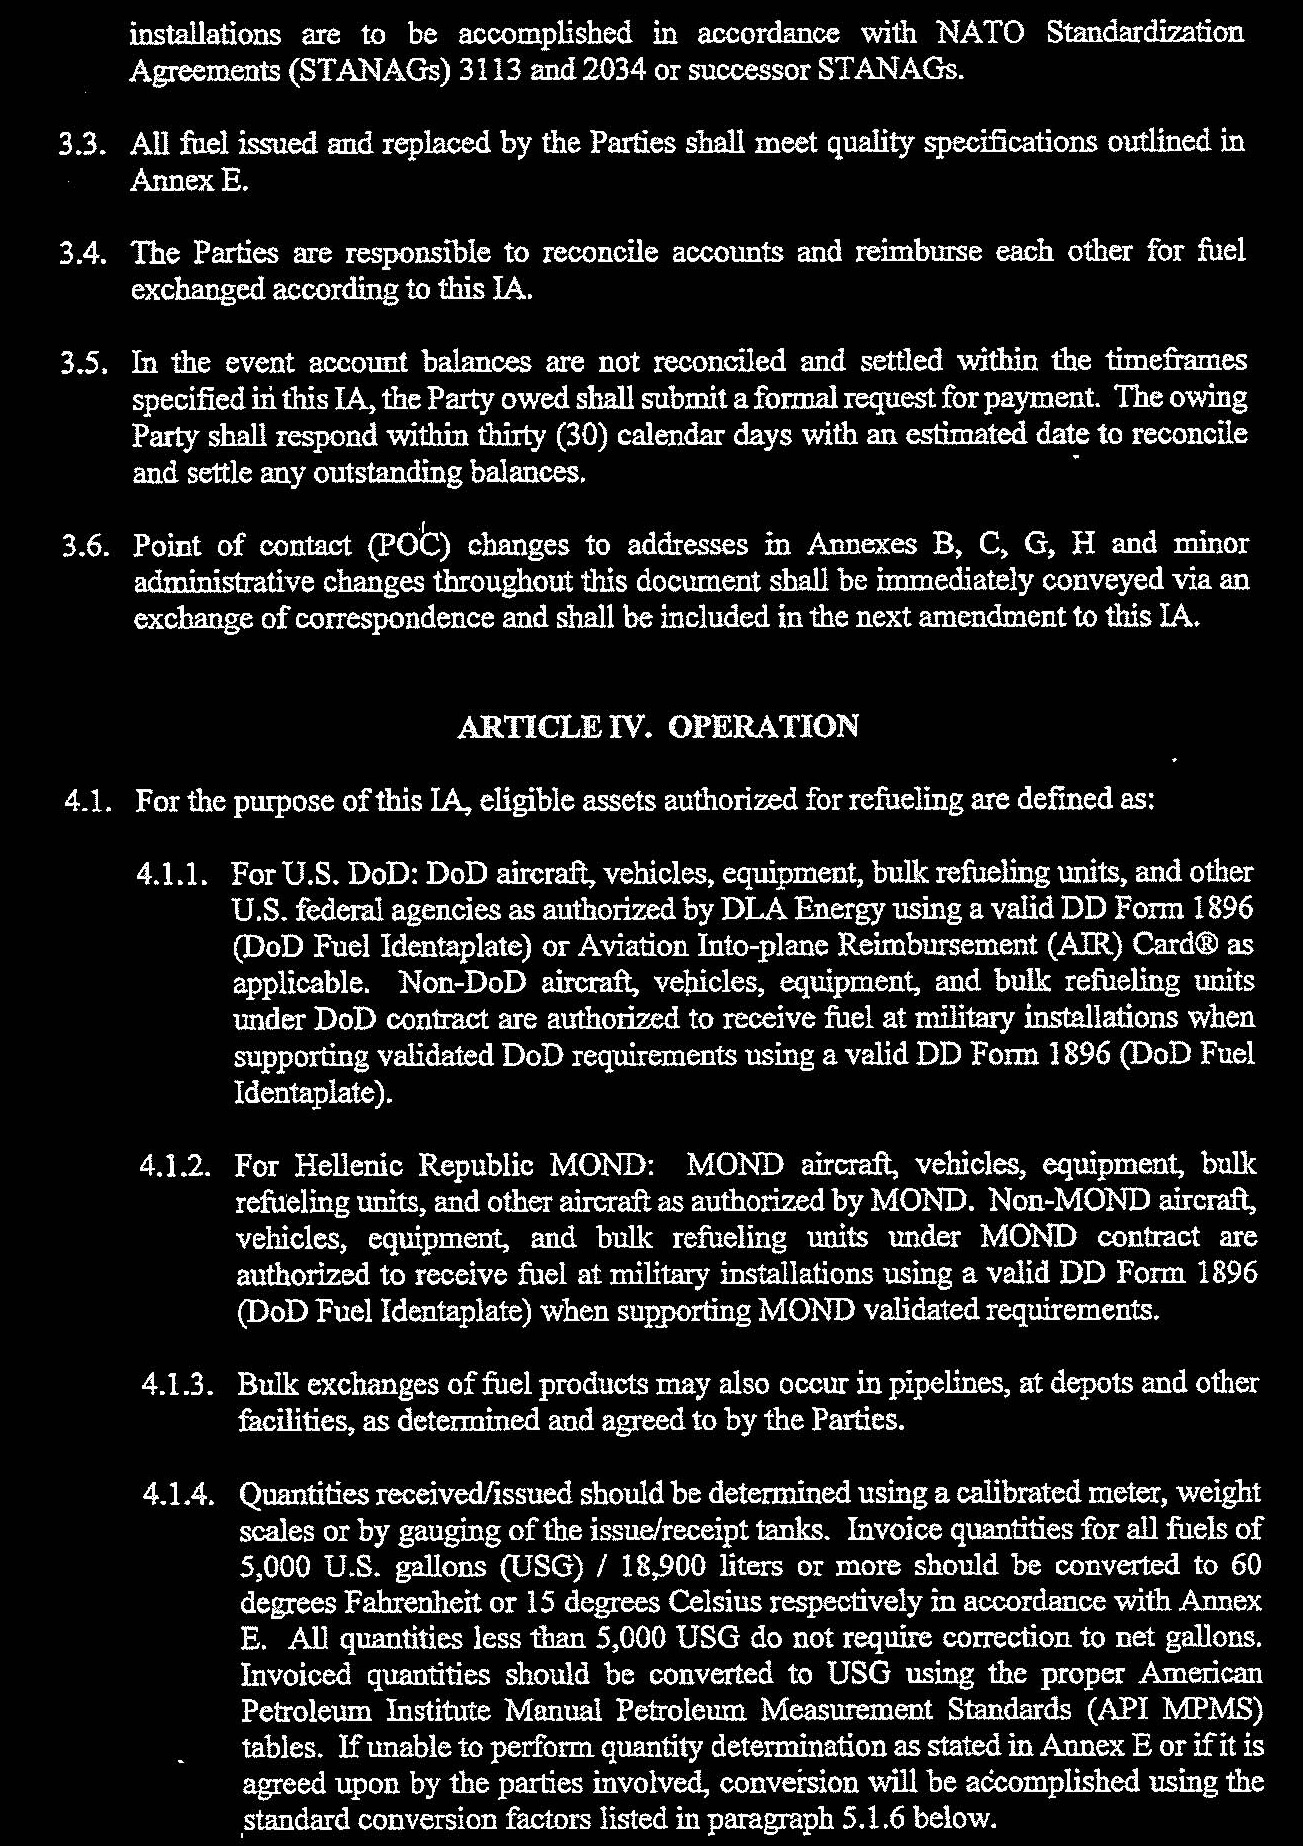 installations are to be accomplished in accordance with NATO Standardization
Agreements (STANAGs) 3113 and 2034 or successor STANAGs.
3.3. All fuel issued and replaced by the Parties shall meet quality specifications outlined in
Annex E.
3.4. The Parties are responsible to reconcile accounts and reimburse each other for fuel
exchanged according to this IA.
3.5. In the event account balances are not reconciled and settled within the timeframes
specified in this IA, the Party owed shall submit a formal request for payment. The owing
Party shall respond within thirty (30) calendar days with an estimated date to reconcile
and settle any outstanding balances.
3.6. Point of contact (POC) changes to addresses in Annexes B, C, G, H and minor
administrative changes throughout this document shall be immediately conveyed via an
exchange of correspondence and shall be included in the next amendment to this IA.
ARTICLE IV. OPERATION
4.1. For the purpose of this IA, eligible assets authorized for refueling are defined as:
4.1.1. For U.S. DoD: DoD aircraft, vehicles, equipment, bulk refueling units, and other
U.S. federal agencies as authorized by DLA Energy using a valid DD Form 1896
(DoD Fuel Identaplate) or Aviation Into-plane Reimbursement (AIR) Card® as
applicable. Non-DoD aircraft, vehicles, equipment, and bulk refueling units
under DoD contract are authorized to receive fuel at military installations when
supporting validated DoD requirements using a valid DD Form 1896 (DoD Fuel
Identaplate).
4.1.2. For Hellenic Republic MOND: MOND aircraft, vehicles, equipment, bulk
refueling units, and other aircraft as authorized by MOND. Non-MOND aircraft,
vehicles, equipment, and bulk refueling units under MOND contract are
authorized to receive fuel at military installations using a valid DD Form 1896
(DoD Fuel Identaplate) when supporting MOND validated requirements.
4.1.3. Bulk exchanges of fuel products may also occur in pipelines, at depots and other
facilities, as determined and agreed to by the Parties.
4.1.4. Quantities received/issued should be determined using a calibrated meter, weight
scales or by gauging of the issue/receipt tanks. Invoice quantities for all fuels of
5,000 U.S. gallons (USG) / 18,900 liters or more should be converted to 60
degrees Fahrenheit or 15 degrees Celsius respectively in accordance with Annex
E. All quantities less than 5,000 USG do not require correction to net gallons.
Invoiced quantities should be converted to USG using the proper American
Petroleum Institute Manual Petroleum Measurement Standards (API MPMS)
tables. If unable to perform quantity determination as stated in Annex E or if it is
agreed upon by the parties involved, conversion will be accomplished using the
standard conversion factors listed in paragraph 5.1.6 below.